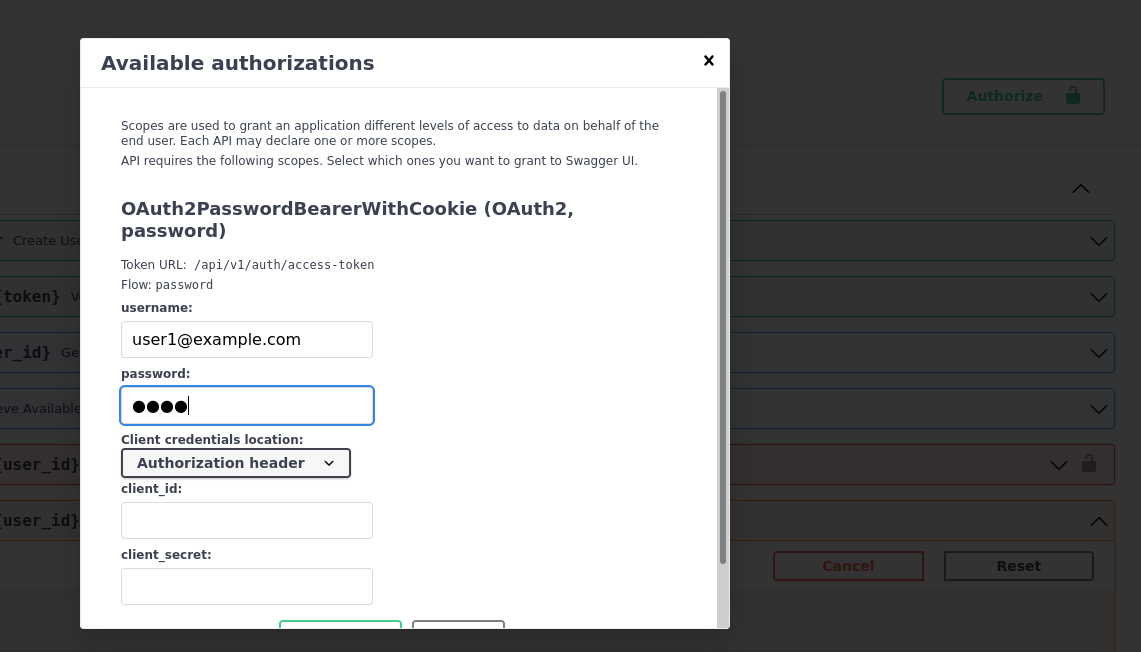 Available authorizations
×
Authorize
Scopes are used to grant an application different levels of access to data on behalf of the
end user. Each API may declare one or more scopes.
API requires the following scopes. Select which ones you want to grant to Swagger UI.
OAuth2PasswordBearerWithCookie (OAuth2,
password)
Create Use
Token URL: /api/v1/auth/access-token
Flow: password
{token}
username:
user1@example.com
er_id} Ge
password:
eve Available
Client credentials location:
Authorization header
{user_id}
client_id:
{user_id}
client_secret:
Cancel
Reset